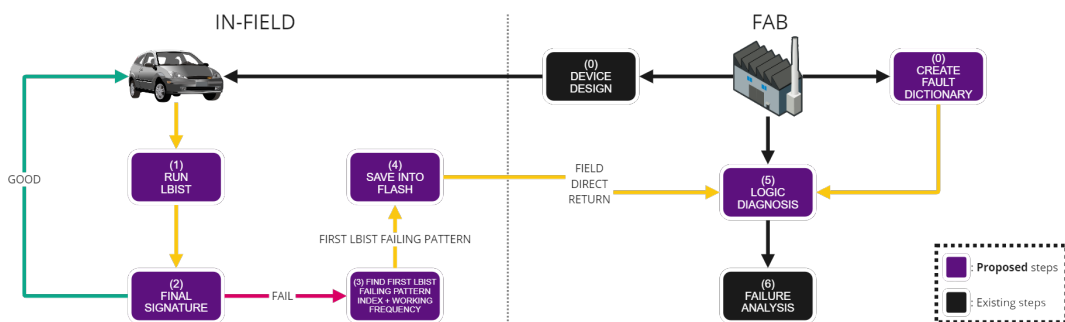 IN-FIELD
FAB
(0)
DEVICE
DESIGN
(0)
CREATE
FAULT
DICTIONARY
GOOD
(1)
RUN
LBIST
(4)
SAVE INTO
FLASH
FIELD
DIRECT
RETURN
(5)
LOGIC
DIAGNOSIS
FIRST LBIST FAILING PATTERN
(2)
FINAL
SIGNATURE
FAIL
(3) FIND FIRST LBIST
FAILING PATTERN
INDEX + WORKING
FREQUENCY
(6)
FAILURE
ANALYSIS
: Proposed steps
: Existing steps